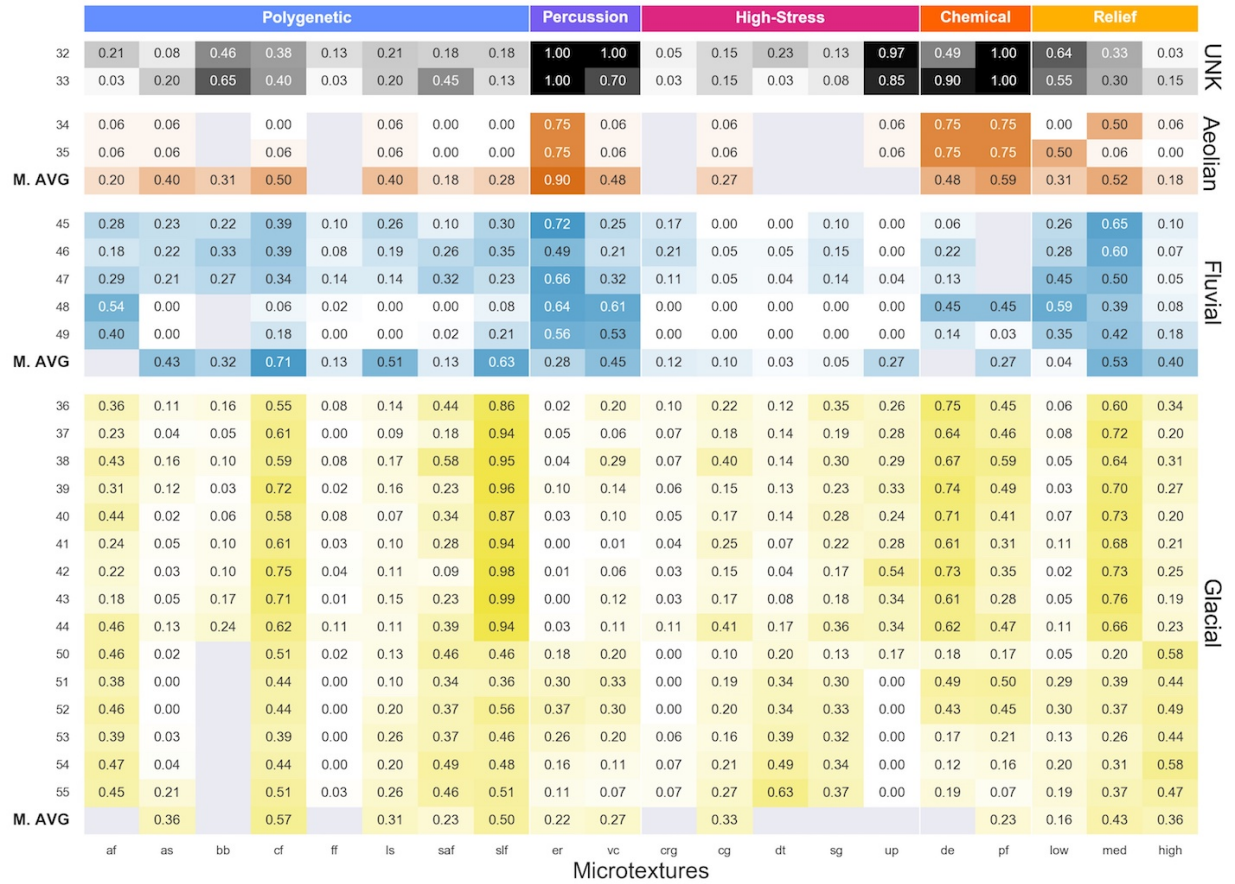 Polygenetic Percussion High-Stress Chemical Relief
32 0.21 0.08 0.46 0.38 0.13 0.21 0.18 0.18 1.00 1.00 0.05 0.15 0.23 0.13 0.97 0.49 1.00 0.64 0.33 0.03
33 0.03 0.20 0.65 0.40 0.03 0.20 0.45 0.13 1.00 0.70 0.03 0.15 0.03 0.08 0.85 0.90 1.00 0.55 0.30 0.15
UNK
34 0.06 0.06 0.00 0.06 0.00 0.00 0.75 0.06 0.06 0.06 0.75 0.75 0.00 0.50 0.06
35 0.06 0.06 0.06 0.06 0.00 0.00 0.75 0.06 0.06 0.06 0.75 0.75 0.50 0.06 0.00
M. AVG 0.20 0.40 0.31 0.50 0.40 0.18 0.28 0.90 0.48 0.27 0.48 0.59 0.31 0.52 0.18
Aeolian
45 0.28 0.23 0.22 0.39 0.10 0.26 0.10 0.30 0.72 0.25 0.17 0.00 0.00 0.10 0.00 0.06 0.26 0.65 0.10
46 0.18 0.22 0.33 0.39 0.08 0.19 0.26 0.35 0.49 0.21 0.21 0.05 0.05 0.15 0.00 0.22 0.28 0.60 0.07
47 0.29 0.21 0.27 0.34 0.14 0.14 0.32 0.23 0.66 0.32 0.11 0.05 0.04 0.14 0.04 0.13 0.45 0.50 0.05
48 0.54 0.00 0.06 0.02 0.00 0.00 0.08 0.64 0.61 0.00 0.00 0.00 0.00 0.00 0.45 0.45 0.59 0.39 0.08
49 0.40 0.00 0.18 0.00 0.00 0.02 0.21 0.56 0.53 0.00 0.00 0.00 0.00 0.00 0.14 0.03 0.35 0.42 0.18
M. AVG 0.43 0.32 0.71 0.13 0.51 0.13 0.63 0.28 0.45 0.12 0.10 0.03 0.05 0.27 0.27 0.04 0.53 0.40
Fluvial
36 0.36 0.11 0.16 0.55 0.08 0.14 0.44 0.86 0.02 0.20 0.10 0.22 0.12 0.35 0.26 0.75 0.45 0.06 0.60 0.34
37 0.23 0.04 0.05 0.61 0.00 0.09 0.18 0.94 0.05 0.06 0.07 0.18 0.14 0.19 0.28 0.64 0.46 0.08 0.72 0.20
38 0.43 0.16 0.10 0.59 0.08 0.17 0.58 0.95 0.04 0.29 0.07 0.40 0.14 0.30 0.29 0.67 0.59 0.05 0.64 0.31
39 0.31 0.12 0.03 0.72 0.02 0.16 0.23 0.96 0.10 0.14 0.06 0.15 0.13 0.23 0.33 0.74 0.49 0.03 0.70 0.27
40 0.44 0.02 0.06 0.58 0.08 0.07 0.34 0.87 0.03 0.10 0.05 0.17 0.14 0.28 0.24 0.71 0.41 0.07 0.73 0.20
41 0.24 0.05 0.10 0.61 0.03 0.10 0.28 0.94 0.00 0.01 0.04 0.25 0.07 0.22 0.28 0.61 0.31 0.11 0.68 0.21
42 0.22 0.03 0.10 0.75 0.04 0.11 0.09 0.98 0.01 0.06 0.03 0.15 0.04 0.17 0.54 0.73 0.35 0.02 0.73 0.25
43 0.18 0.05 0.17 0.71 0.01 0.15 0.23 0.99 0.00 0.12 0.03 0.17 0.08 0.18 0.34 0.61 0.28 0.05 0.76 0.19
44 0.46 0.13 0.24 0.62 0.11 0.11 0.39 0.94 0.03 0.11 0.11 0.41 0.17 0.36 0.34 0.62 0.47 0.11 0.66 0.23
50 0.46 0.02 0.51 0.02 0.13 0.46 0.46 0.18 0.20 0.00 0.10 0.20 0.13 0.17 0.18 0.17 0.05 0.20 0.58
51 0.38 0.00 0.44 0.00 0.10 0.34 0.36 0.30 0.33 0.00 0.19 0.34 0.30 0.00 0.49 0.50 0.29 0.39 0.44
52 0.46 0.00 0.44 0.00 0.20 0.37 0.56 0.37 0.30 0.00 0.20 0.34 0.33 0.00 0.43 0.45 0.30 0.37 0.49
53 0.39 0.03 0.39 0.00 0.26 0.37 0.46 0.26 0.20 0.06 0.16 0.39 0.32 0.00 0.17 0.21 0.13 0.26 0.44
54 0.47 0.04 0.44 0.00 0.20 0.49 0.48 0.16 0.11 0.07 0.21 0.49 0.34 0.00 0.12 0.16 0.20 0.31 0.58
55 0.45 0.21 0.51 0.03 0.26 0.46 0.51 0.11 0.07 0.07 0.27 0.63 0.37 0.00 0.19 0.07 0.19 0.37 0.47
M. AVG 0.36 0.57 0.31 0.23 0.50 0.22 0.27 0.33 0.23 0.16 0.43 0.36
Glacial
af as bb cf ff ls saf slf er vc crg cg dt sg up de pf low med high
Microtextures